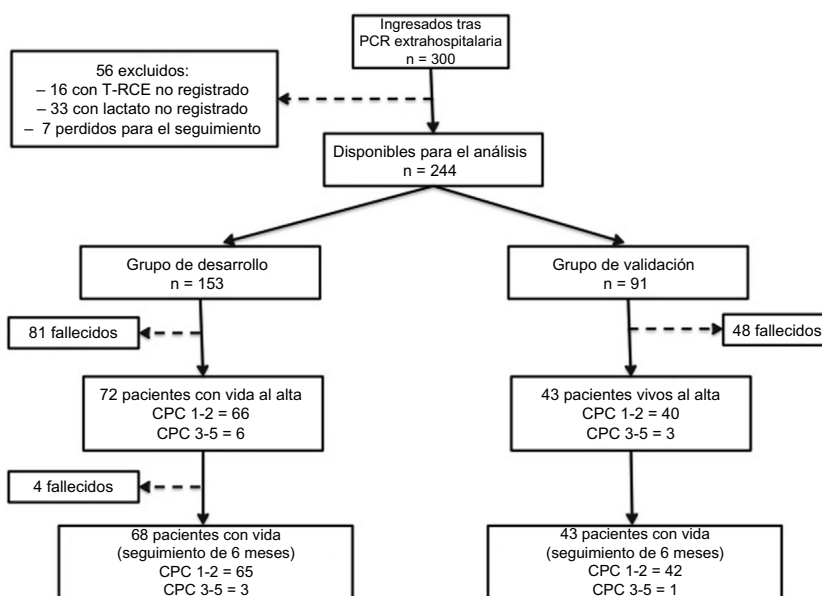 Ingresados tras
PCR extrahospitalaria
n = 300
56 excluidos:
– 16 con T-RCE no registrado
– 33 con lactato no registrado
– 7 perdidos para el seguimiento
Disponibles para el análisis
n = 244
Grupo de desarrollo
n = 153
Grupo de validación
n = 91
81 fallecidos
48 fallecidos
72 pacientes con vida al alta
CPC 1-2 = 66
CPC 3-5 = 6
43 pacientes vivos al alta
CPC 1-2 = 40
CPC 3-5 = 3
4 fallecidos
68 pacientes con vida
(seguimiento de 6 meses)
CPC 1-2 = 65
CPC 3-5 = 3
43 pacientes con vida
(seguimiento de 6 meses)
CPC 1-2 = 42
CPC 3-5 = 1